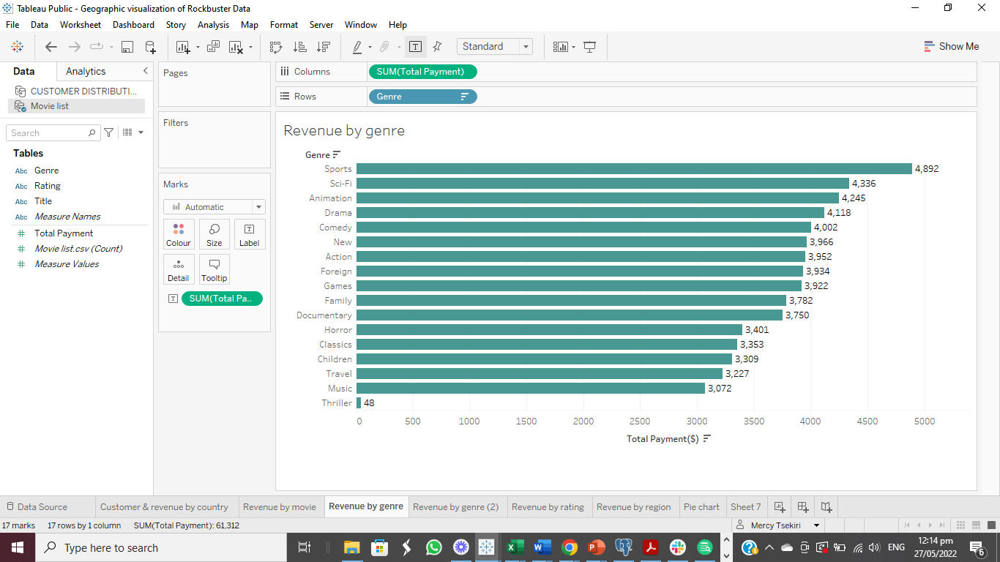 Tableau Public - Geographic visualization of Rockbuster Data
File Data Worksheet Dashboard Story Analysis Map Format Server Window Help
Standard
Show Me
Data Analytics
CUSTOMER DISTRIBUTI...
Movie list
Search
Tables
Abc Genre
Abc Rating
Abc Title
Abc Measure Names
# Total Payment
# Movie list.csv (Count)
# Measure Values
Pages
Filters
Marks
Automatic
Colour Size Label
Detail Tooltip
SUM(Total Pa..
Columns SUM(Total Payment)
Rows Genre
Revenue by genre
Genre
Sports 4,892
Sci-Fi 4,336
Animation 4,245
Drama 4,118
Comedy 4,002
New 3,966
Action 3,952
Foreign 3,934
Games 3,922
Family 3,782
Documentary 3,750
Horror 3,401
Classics 3,353
Children 3,309
Travel 3,227
Music 3,072
Thriller 48
0 500 1000 1500 2000 2500 3000 3500 4000 4500 5000
Total Payment($)
Data Source Customer & revenue by country Revenue by movie Revenue by genre Revenue by genre (2) Revenue by rating Revenue by region Pie chart Sheet 7
17 marks 17 rows by 1 column SUM(Total Payment): 61,312 Mercy Tsekiri
Type here to search
ENG
12:14 pm
27/05/2022
6